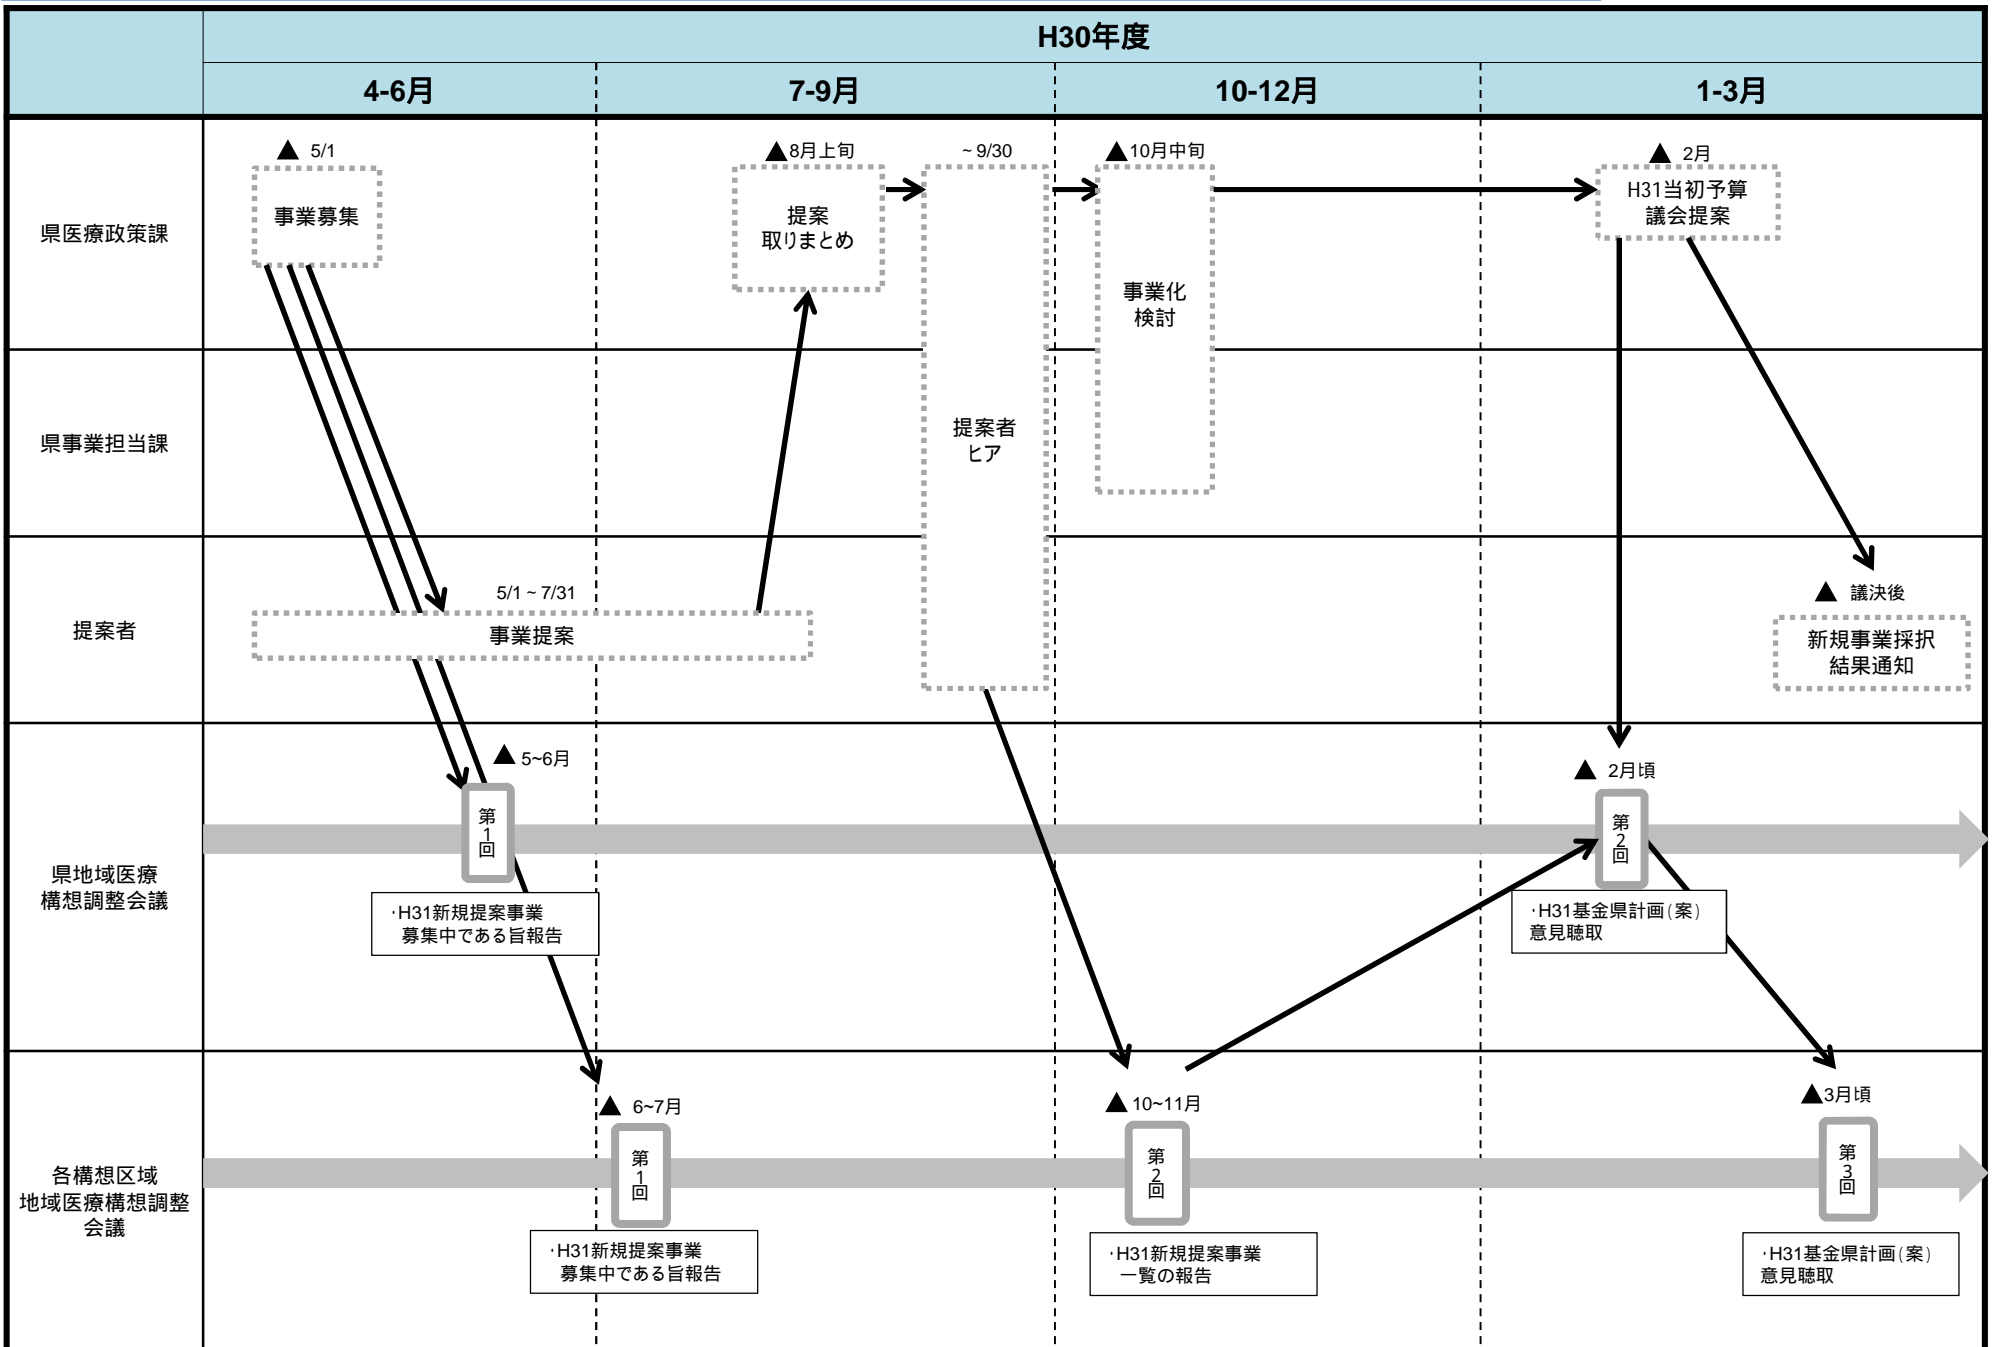 H30年度
4-6月
7-9月
10-12月
1-3月
県医療政策課
▲ 5/1
事業募集
▲8月上旬
提案
取りまとめ
~ 9/30
提案者
ヒア
▲10月中旬
事業化
検討
▲ 2月
H31当初予算
議会提案
県事業担当課
提案者
5/1 ~ 7/31
事業提案
▲ 議決後
新規事業採択
結果通知
県地域医療
構想調整会議
▲ 5~6月
第1回
・H31新規提案事業
募集中である旨報告
▲ 2月頃
第2回
・H31基金県計画(案)
意見聴取
各構想区域
地域医療構想調整
会議
▲ 6~7月
第1回
・H31新規提案事業
募集中である旨報告
▲ 10~11月
第2回
・H31新規提案事業
一覧の報告
▲3月頃
第3回
・H31基金県計画(案)
意見聴取